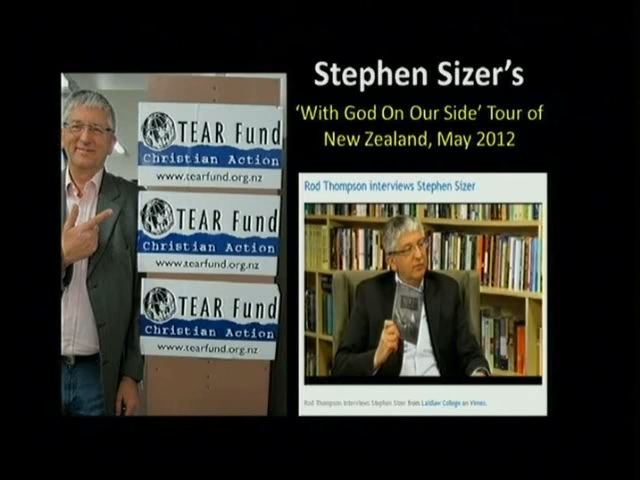 Stephen Sizer's
'With God On Our Side' Tour of
New Zealand, May 2012
TEAR Fund
Christian Action
www.tearfund.org.nz
TEAR Fund
Christian Action
www.tearfund.org.nz
TEAR Fund
Christian Action
www.tearfund.org.nz
Rod Thompson interviews Stephen Sizer
Rod Thompson interviews Stephen Sizer from Laidlaw College on Vimeo.